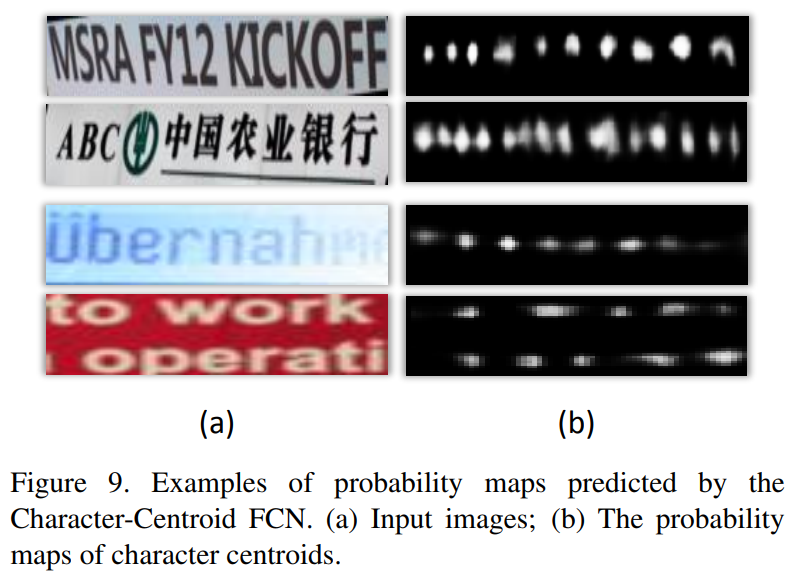 MSRA FY12 KICKOFF
ABC 中国农业银行
übernahme
to work
operati
(a) (b)
Figure 9. Examples of probability maps predicted by the
Character-Centroid FCN. (a) Input images; (b) The probability
maps of character centroids.